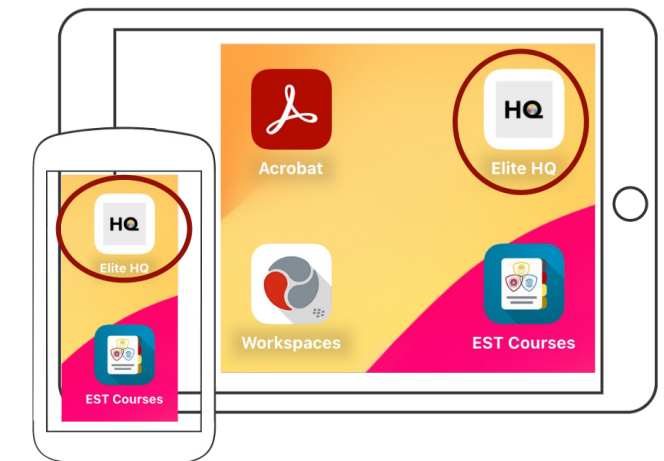 HQ
Acrobat
Elite HQ
HQ
Elite HQ
Workspaces
EST Courses
EST Courses